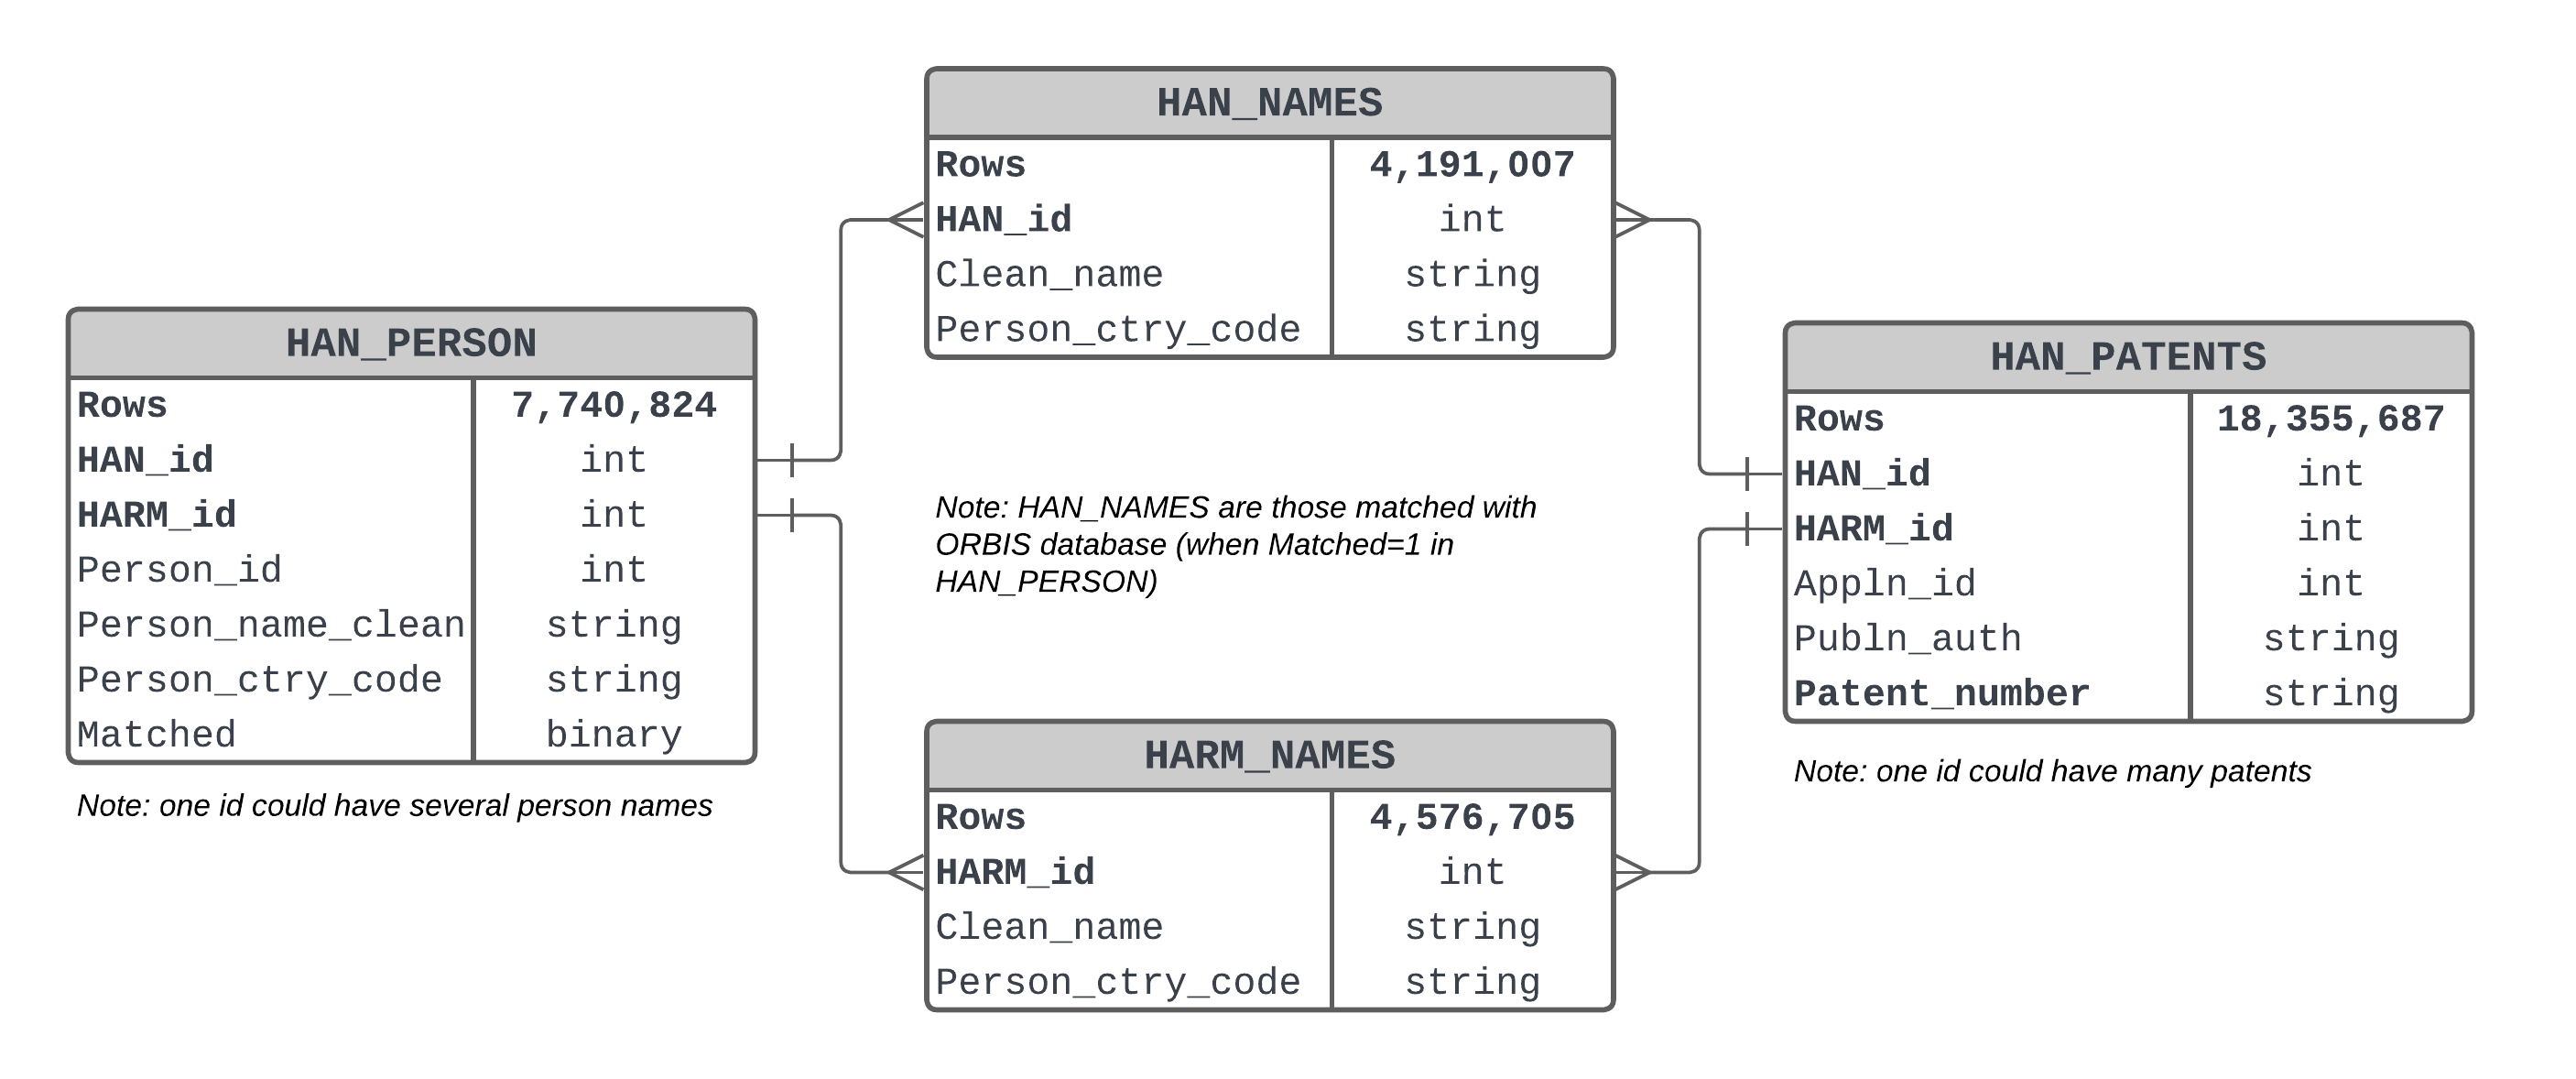 HAN_NAMES
Rows 4,191,007
HAN_id int
Clean_name string
Person_ctry_code string
HAN_PERSON
Rows 7,740,824
HAN_id int
HARM_id int
Person_id int
Person_name_clean string
Person_ctry_code string
Matched binary
Note: one id could have several person names
Note: HAN_NAMES are those matched with
ORBIS database (when Matched=1 in
HAN_PERSON)
HAN_PATENTS
Rows 18,355,687
HAN_id int
HARM_id int
Appln_id int
Publn_auth string
Patent_number string
Note: one id could have many patents
HARM_NAMES
Rows 4,576,705
HARM_id int
Clean_name string
Person_ctry_code string